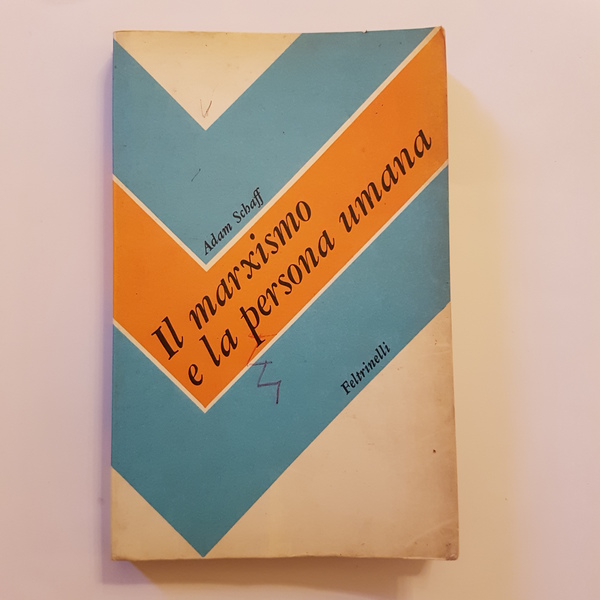 Adam Schaff
Il marxismo
e la persona umana
Feltrinelli